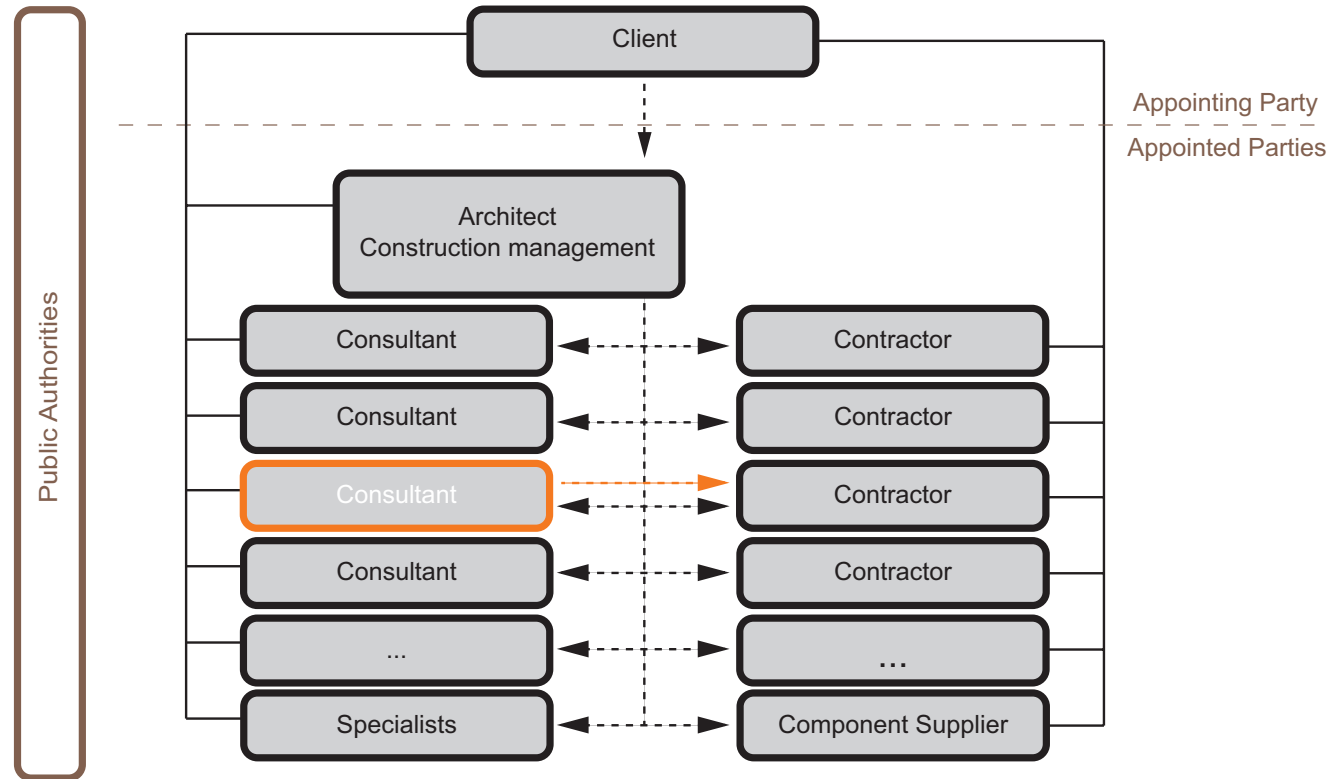 Client
Appointing Party
Appointed Parties
Architect
Construction management
Public Authorities
Consultant
Contractor
Consultant
Contractor
Consultant
Contractor
Consultant
Contractor
...
...
Specialists
Component Supplier